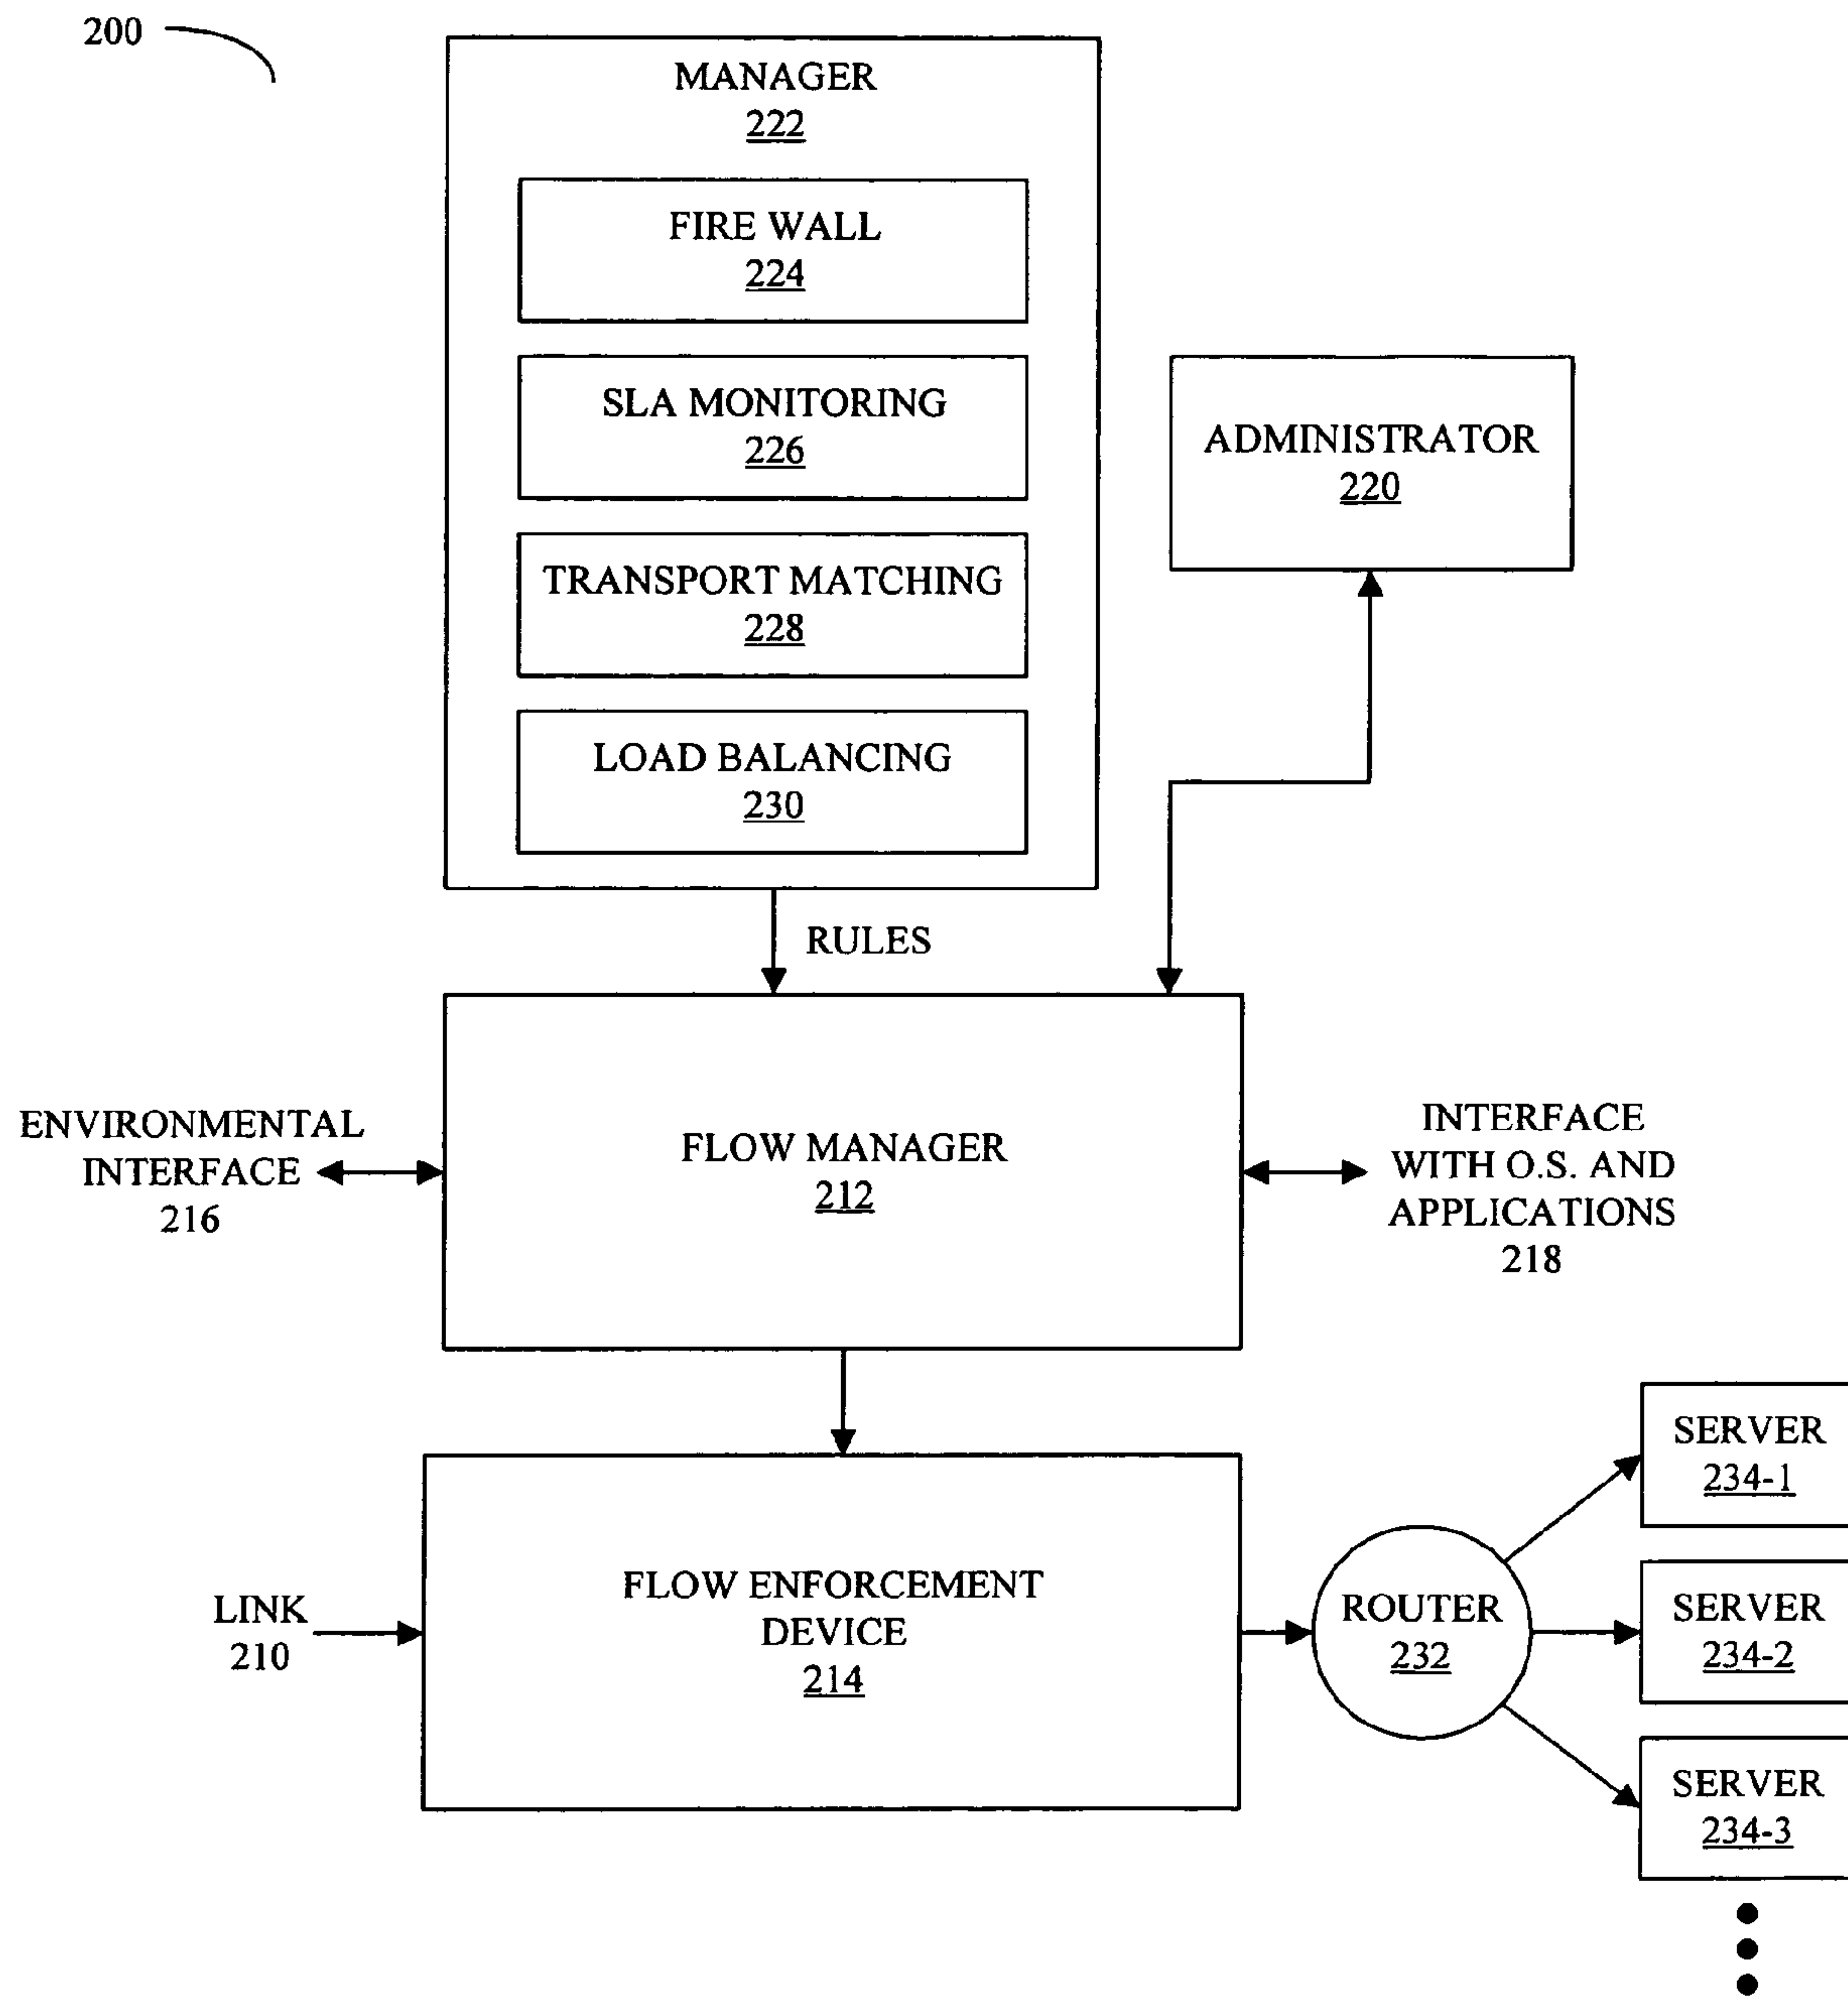 200
MANAGER
222
FIRE WALL
224
SLA MONITORING
226
TRANSPORT MATCHING
228
LOAD BALANCING
230
ADMINISTRATOR
220
RULES
ENVIRONMENTAL
INTERFACE
216
FLOW MANAGER
212
INTERFACE
WITH O.S. AND
APPLICATIONS
218
LINK
210
FLOW ENFORCEMENT
DEVICE
214
ROUTER
232
SERVER
234-1
SERVER
234-2
SERVER
234-3